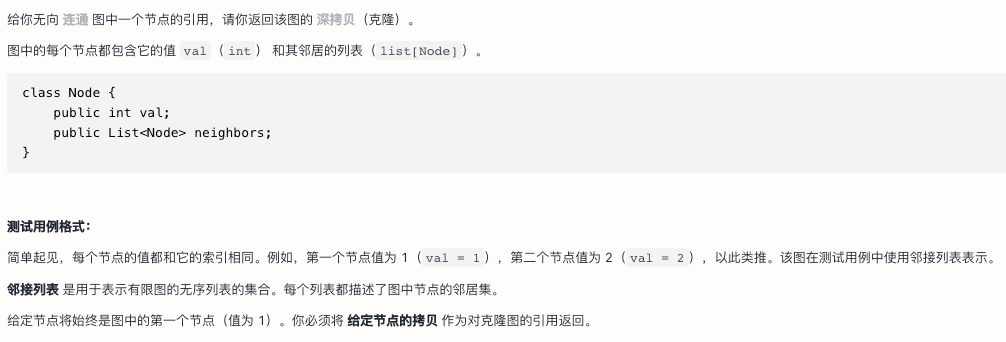 给你无向 连通 图中一个节点的引用，请你返回该图的 深拷贝（克隆）。
图中的每个节点都包含它的值 val（int） 和其邻居的列表（list[Node]）。
class Node {
    public int val;
    public List<Node> neighbors;
}
测试用例格式：
简单起见，每个节点的值都和它的索引相同。例如，第一个节点值为 1（val = 1），第二个节点值为 2（val = 2），以此类推。该图在测试用例中使用邻接列表表示。
邻接列表 是用于表示有限图的无序列表的集合。每个列表都描述了图中节点的邻居集。
给定节点将始终是图中的第一个节点（值为 1）。你必须将 给定节点的拷贝 作为对克隆图的引用返回。